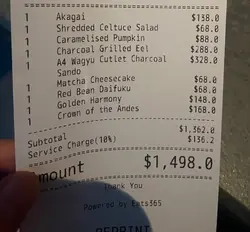 1 Akagai $138.0
1 Shredded Celtuce Salad $68.0
1 Caramelised Pumpkin $88.0
1 Charcoal Grilled Eel $288.0
1 A4 Wagyu Cutlet Charcoal $328.0
Sando
1 Matcha Cheesecake $68.0
1 Red Bean Daifuku $68.0
1 Golden Harmony $148.0
1 Crown of the Andes $168.0
Subtotal $1,362.0
Service Charge(10%) $136.2
mount $1,498.0
Thank You
Powered by Eats365
REPRINT